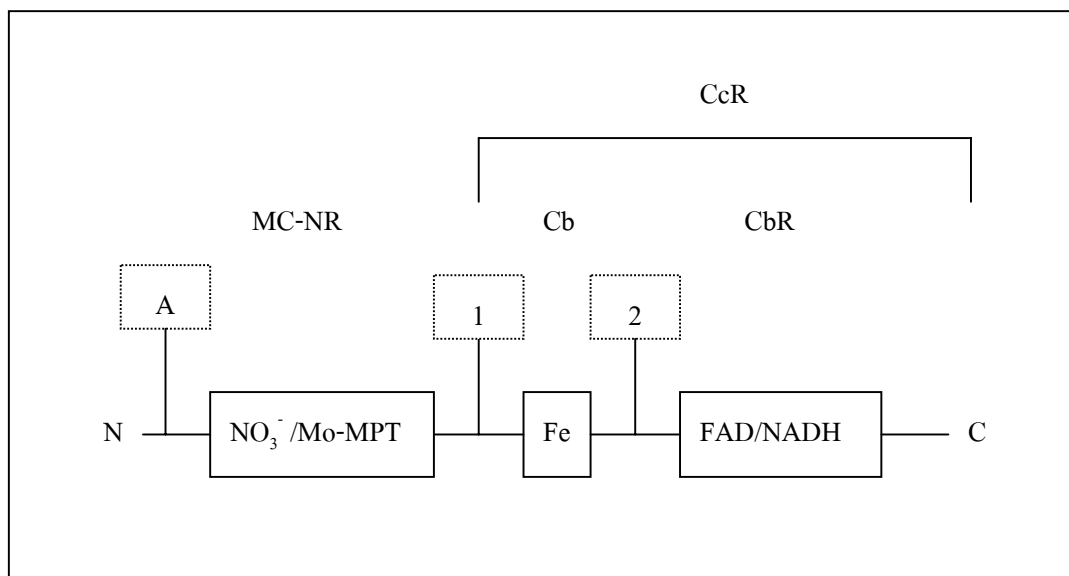 CcR
MC-NR Cb CbR
A 1 2
N NO₃⁻ /Mo-MPT Fe FAD/NADH C